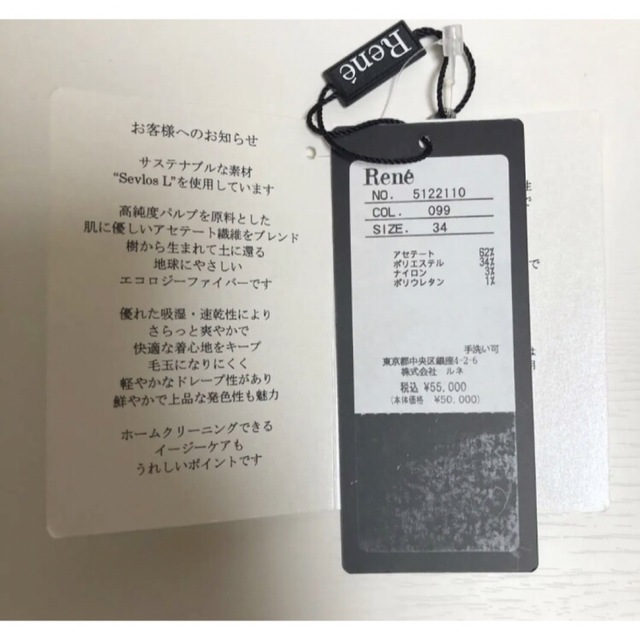 René
お客様へのお知らせ
サステナブルな素材
“Sevlos L”を使用しています
高純度パルプを原料とした
肌に優しいアセテート繊維をブレンド
樹から生まれて土に還る
地球にやさしい
エコロジーファイバーです
優れた吸湿・速乾性により
さらっと爽やかで
快適な着心地をキープ
毛玉になりにくく
軽やかなドレープ性があり
鮮やかで上品な発色性も魅力
ホームクリーニングできる
イージーケアも
うれしいポイントです
René
NO. 5122110
COL. 099
SIZE. 34
アセテート 62%
ポリエステル 34%
ナイロン 3%
ポリウレタン 1%
手洗い可
東京都中央区銀座4-2-6
株式会社 ルネ
税込 ¥55,000
(本体価格 ¥50,000)